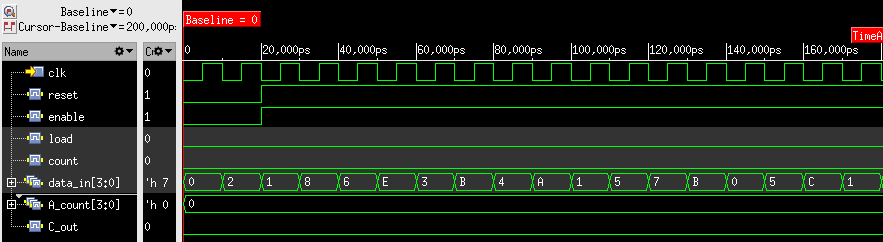 Baseline▼=0
Cursor-Baseline▼=200,000p
Baseline = 0
TimeA
Name
C
0
20,000ps
40,000ps
60,000ps
80,000ps
100,000ps
120,000ps
140,000ps
160,000ps
clk 0
reset 1
enable 1
load 0
count 0
data_in[3:0] 'h 7 0 2 1 8 6 E 3 B 4 A 1 5 7 B 0 5 C 1
A_count[3:0] 'h 0 0
C_out 0